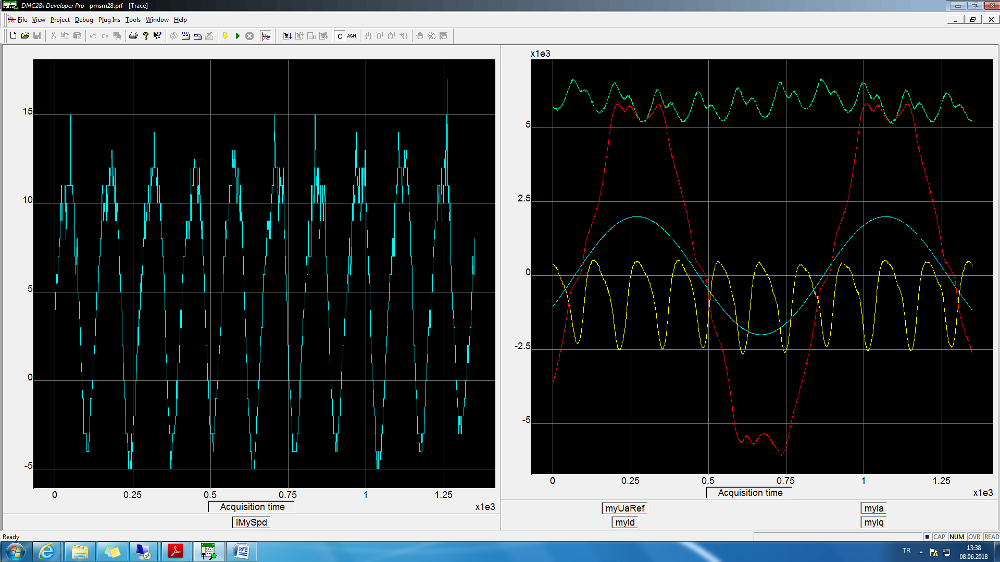 DMC28x Developer Pro - pmsm28.prf - [Trace]
File View Project Debug Plug Ins Tools Window Help
C ASM
15
10
5
0
-5
0 0.25 0.5 0.75 1 1.25
Acquisition time x1e3
iMySpd
x1e3
5
2.5
0
-2.5
-5
0 0.25 0.5 0.75 1 1.25
Acquisition time x1e3
myUaRef myIa
myId myIq
Ready CAP NUM OVR READ
TR 13:38
08.06.2018